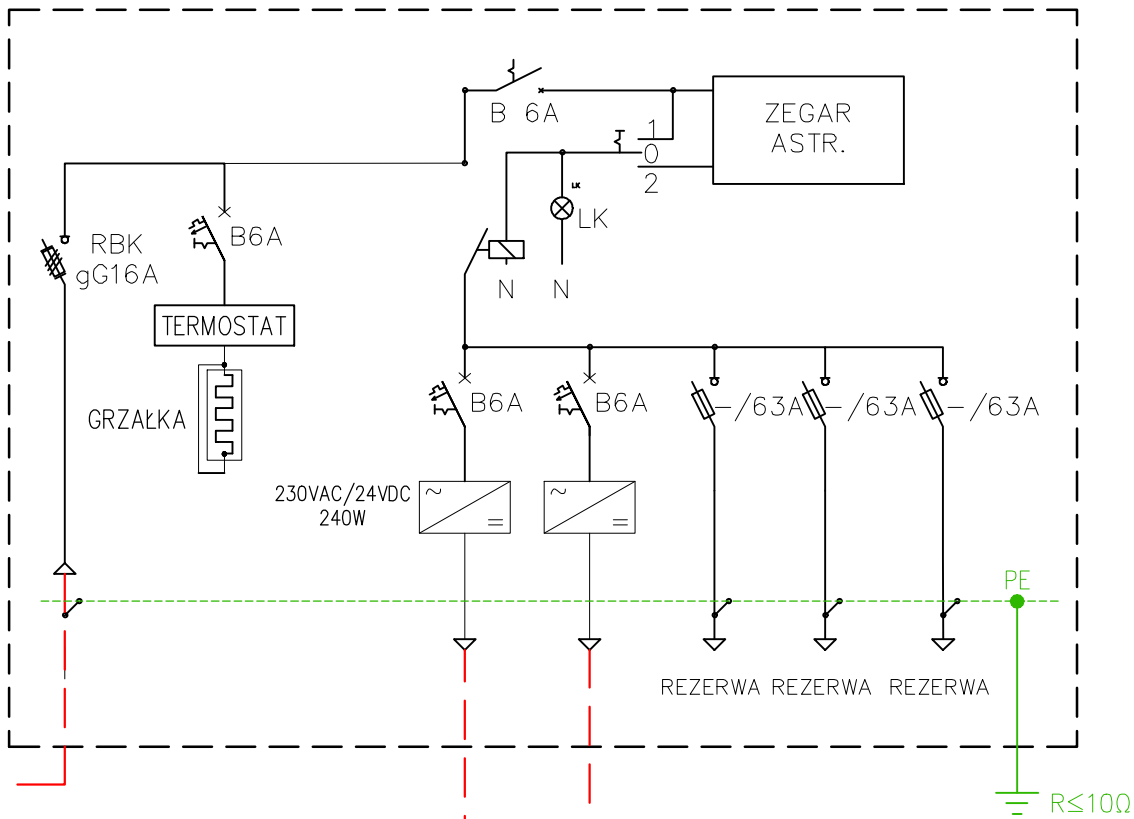 B 6A
ZEGAR
ASTR.
1
0
2
LK
LK
RBK
gG16A
B6A
N
N
TERMOSTAT
GRZAŁKA
B6A
B6A
-/63A
-/63A
-/63A
230VAC/24VDC
240W
~
=
~
=
PE
REZERWA
REZERWA
REZERWA
R≤10Ω